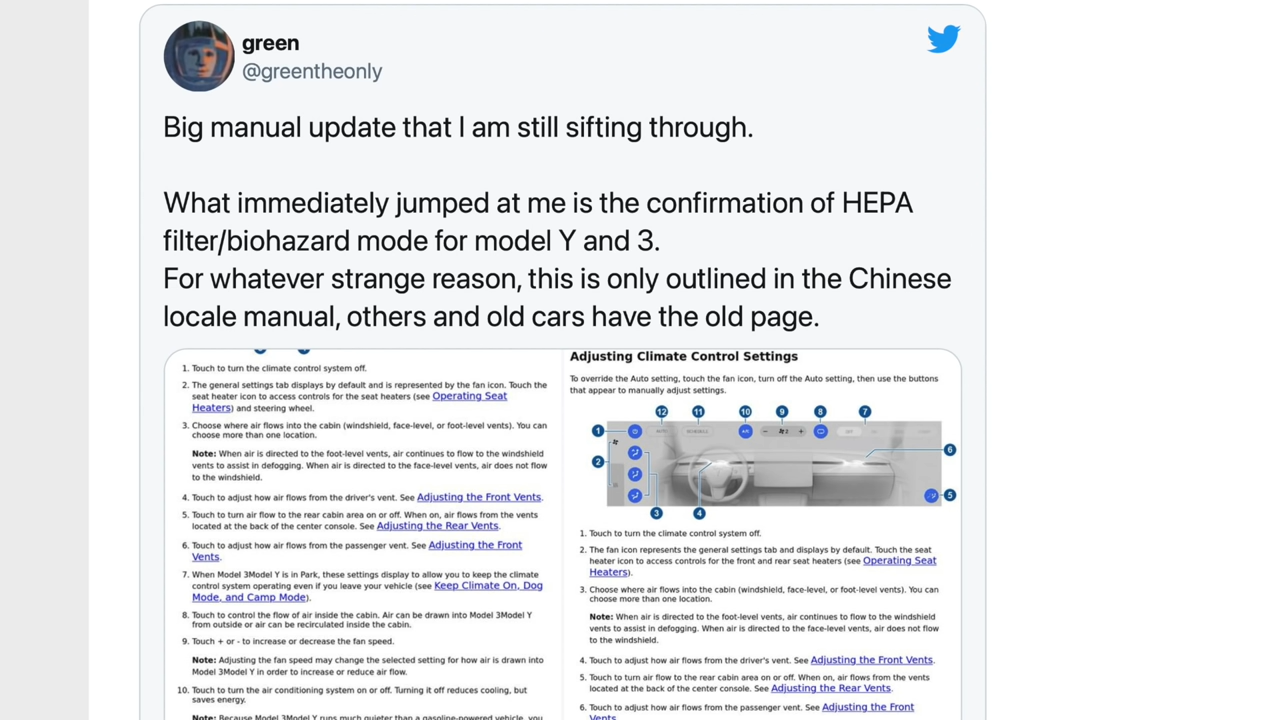 green
@greentheonly
Big manual update that I am still sifting through.
What immediately jumped at me is the confirmation of HEPA
filter/biohazard mode for model Y and 3.
For whatever strange reason, this is only outlined in the Chinese
locale manual, others and old cars have the old page.
1. Touch to turn the climate control system off.
2. The general settings tab displays by default and is represented by the fan icon. Touch the
seat heater icon to access controls for the seat heaters (see Operating Seat
Heaters) and steering wheel.
3. Choose where air flows into the cabin (windshield, face-level, or foot-level vents). You can
choose more than one location.
Note: When air is directed to the foot-level vents, air continues to flow to the windshield
vents to assist in defogging. When air is directed to the face-level vents, air does not flow
to the windshield.
4. Touch to adjust how air flows from the driver's vent. See Adjusting the Front Vents.
5. Touch to turn air flow to the rear cabin area on or off. When on, air flows from the vents
located at the back of the center console. See Adjusting the Rear Vents.
6. Touch to adjust how air flows from the passenger vent. See Adjusting the Front
Vents.
7. When Model 3Model Y is in Park, these settings display to allow you to keep the climate
control system operating even if you leave your vehicle (see Keep Climate On, Dog
Mode, and Camp Mode).
8. Touch to control the flow of air inside the cabin. Air can be drawn into Model 3Model Y
from outside or air can be recirculated inside the cabin.
9. Touch + or - to increase or decrease the fan speed.
Note: Adjusting the fan speed may change the selected setting for how air is drawn into
Model 3Model Y in order to increase or reduce air flow.
10. Touch to turn the air conditioning system on or off. Turning it off reduces cooling, but
saves energy.
Note: Because Model 3Model Y runs much quieter than a gasoline-powered vehicle, you
Adjusting Climate Control Settings
To override the Auto setting, touch the fan icon, turn off the Auto setting, then use the buttons
that appear to manually adjust settings.
12 11 10 9 8 7
1
2
6
5
3 4
1. Touch to turn the climate control system off.
2. The fan icon represents the general settings tab and displays by default. Touch the seat
heater icon to access controls for the front and rear seat heaters (see Operating Seat
Heaters).
3. Choose where air flows into the cabin (windshield, face-level, or foot-level vents). You can
choose more than one location.
Note: When air is directed to the foot-level vents, air continues to flow to the windshield
vents to assist in defogging. When air is directed to the face-level vents, air does not flow
to the windshield.
4. Touch to adjust how air flows from the driver's vent. See Adjusting the Front Vents.
5. Touch to turn air flow to the rear cabin area on or off. When on, air flows from the vents
located at the back of the center console. See Adjusting the Rear Vents.
6. Touch to adjust how air flows from the passenger vent. See Adjusting the Front
Vents.